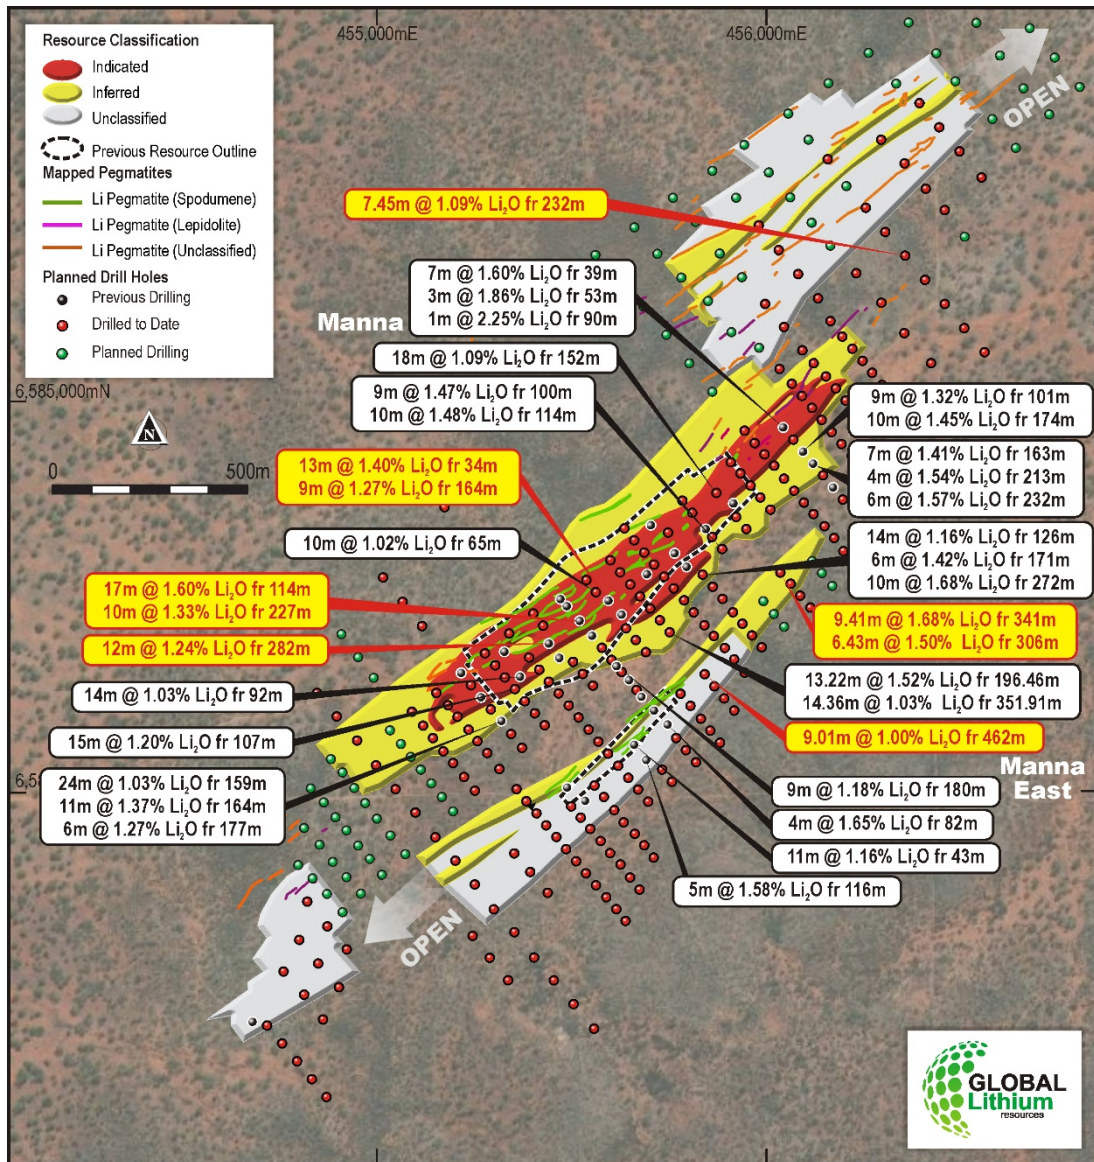 455,000mE
456,000mE
Resource Classification
Indicated
Inferred
Unclassified
Previous Resource Outline
Mapped Pegmatites
Li Pegmatite (Spodumene)
Li Pegmatite (Lepidolite)
Li Pegmatite (Unclassified)
Planned Drill Holes
Previous Drilling
Drilled to Date
Planned Drilling
OPEN
7.45m @ 1.09% Li₂O fr 232m
7m @ 1.60% Li₂O fr 39m
3m @ 1.86% Li₂O fr 53m
1m @ 2.25% Li₂O fr 90m
Manna
18m @ 1.09% Li₂O fr 152m
6,585,000mN
9m @ 1.47% Li₂O fr 100m
10m @ 1.48% Li₂O fr 114m
9m @ 1.32% Li₂O fr 101m
10m @ 1.45% Li₂O fr 174m
N
0 500m
7m @ 1.41% Li₂O fr 163m
4m @ 1.54% Li₂O fr 213m
6m @ 1.57% Li₂O fr 232m
13m @ 1.40% Li₂O fr 34m
9m @ 1.27% Li₂O fr 164m
10m @ 1.02% Li₂O fr 65m
14m @ 1.16% Li₂O fr 126m
6m @ 1.42% Li₂O fr 171m
10m @ 1.68% Li₂O fr 272m
17m @ 1.60% Li₂O fr 114m
10m @ 1.33% Li₂O fr 227m
9.41m @ 1.68% Li₂O fr 341m
6.43m @ 1.50% Li₂O fr 306m
12m @ 1.24% Li₂O fr 282m
13.22m @ 1.52% Li₂O fr 196.46m
14.36m @ 1.03% Li₂O fr 351.91m
14m @ 1.03% Li₂O fr 92m
15m @ 1.20% Li₂O fr 107m
9.01m @ 1.00% Li₂O fr 462m
Manna
East
24m @ 1.03% Li₂O fr 159m
11m @ 1.37% Li₂O fr 164m
6m @ 1.27% Li₂O fr 177m
9m @ 1.18% Li₂O fr 180m
4m @ 1.65% Li₂O fr 82m
11m @ 1.16% Li₂O fr 43m
5m @ 1.58% Li₂O fr 116m
OPEN
GLOBAL
Lithium
resources